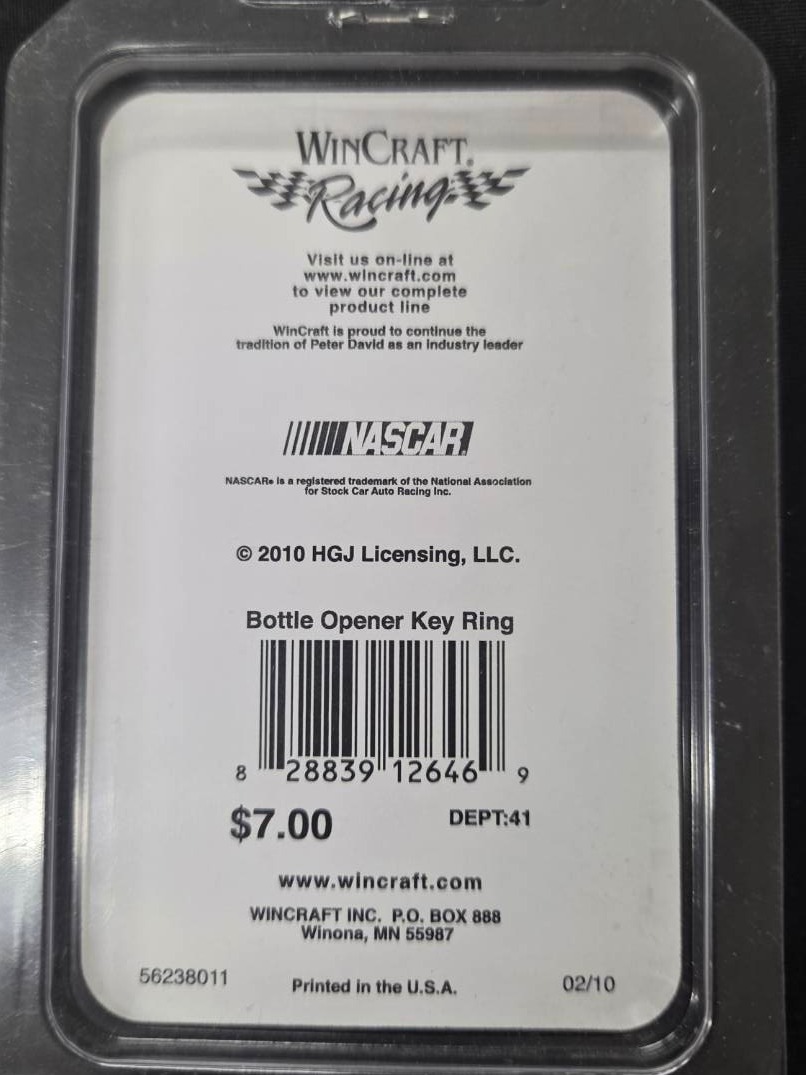 WINCRAFT®
Racing
Visit us on-line at
www.wincraft.com
to view our complete
product line
WinCraft is proud to continue the
tradition of Peter David as an industry leader
NASCAR®
NASCAR® is a registered trademark of the National Association
for Stock Car Auto Racing Inc.
© 2010 HGJ Licensing, LLC.
Bottle Opener Key Ring
8 28839 12646 9
$7.00 DEPT:41
www.wincraft.com
WINCRAFT INC. P.O. BOX 888
Winona, MN 55987
56238011 Printed in the U.S.A. 02/10